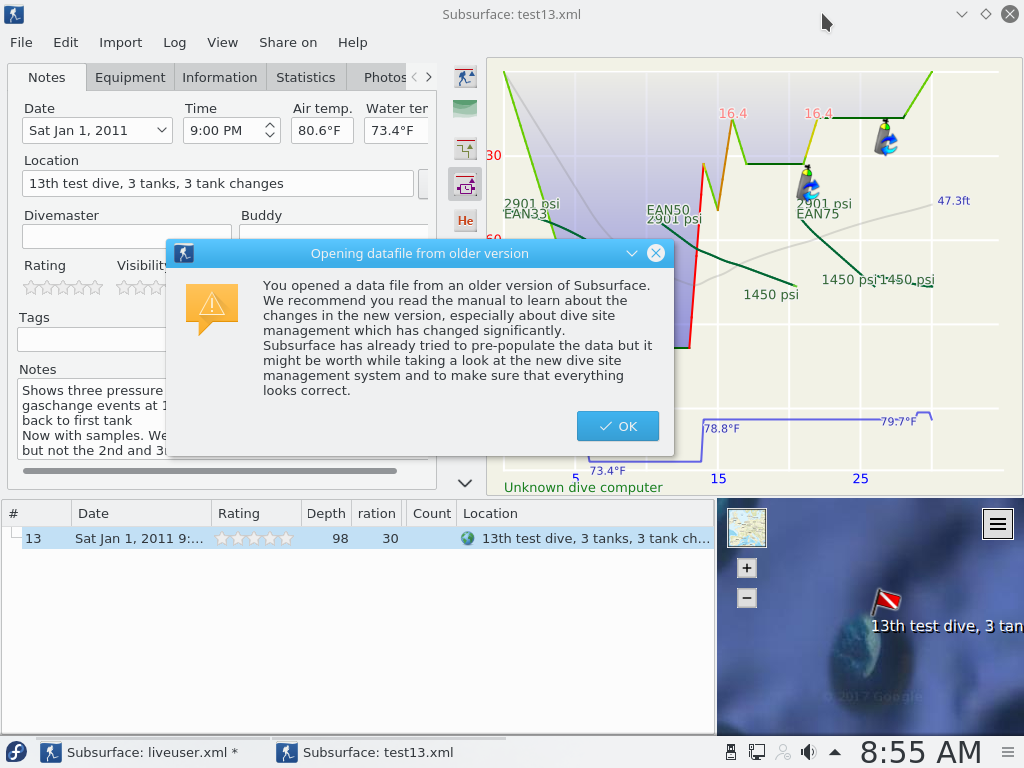 Subsurface: test13.xml
File Edit Import Log View Share on Help
Notes Equipment Information Statistics Photos
Date Time Air temp. Water ter
Sat Jan 1, 2011 9:00 PM 80.6°F 73.4°F
Location
13th test dive, 3 tanks, 3 tank changes
Divemaster Buddy
Rating Visibility
Tags
Notes
Shows three pressure
gaschange events at 1
back to first tank
Now with samples. We
but not the 2nd and 3
He
16.4 16.4
30
60
2901 psi
EAN33
EAN50
2901 psi
2901 psi
EAN75
47.3ft
1450 psi
1450 psi
1450 psi
78.8°F
79.7°F
73.4°F
5 15 25
Unknown dive computer
Opening datafile from older version
You opened a data file from an older version of Subsurface.
We recommend you read the manual to learn about the
changes in the new version, especially about dive site
management which has changed significantly.
Subsurface has already tried to pre-populate the data but it
might be worth while taking a look at the new dive site
management system and to make sure that everything
looks correct.
OK
# Date Rating Depth ration Count Location
13 Sat Jan 1, 2011 9:... 98 30 13th test dive, 3 tanks, 3 tank ch...
+
−
13th test dive, 3 tan
© 2017 Google
Subsurface: liveuser.xml * Subsurface: test13.xml 8:55 AM